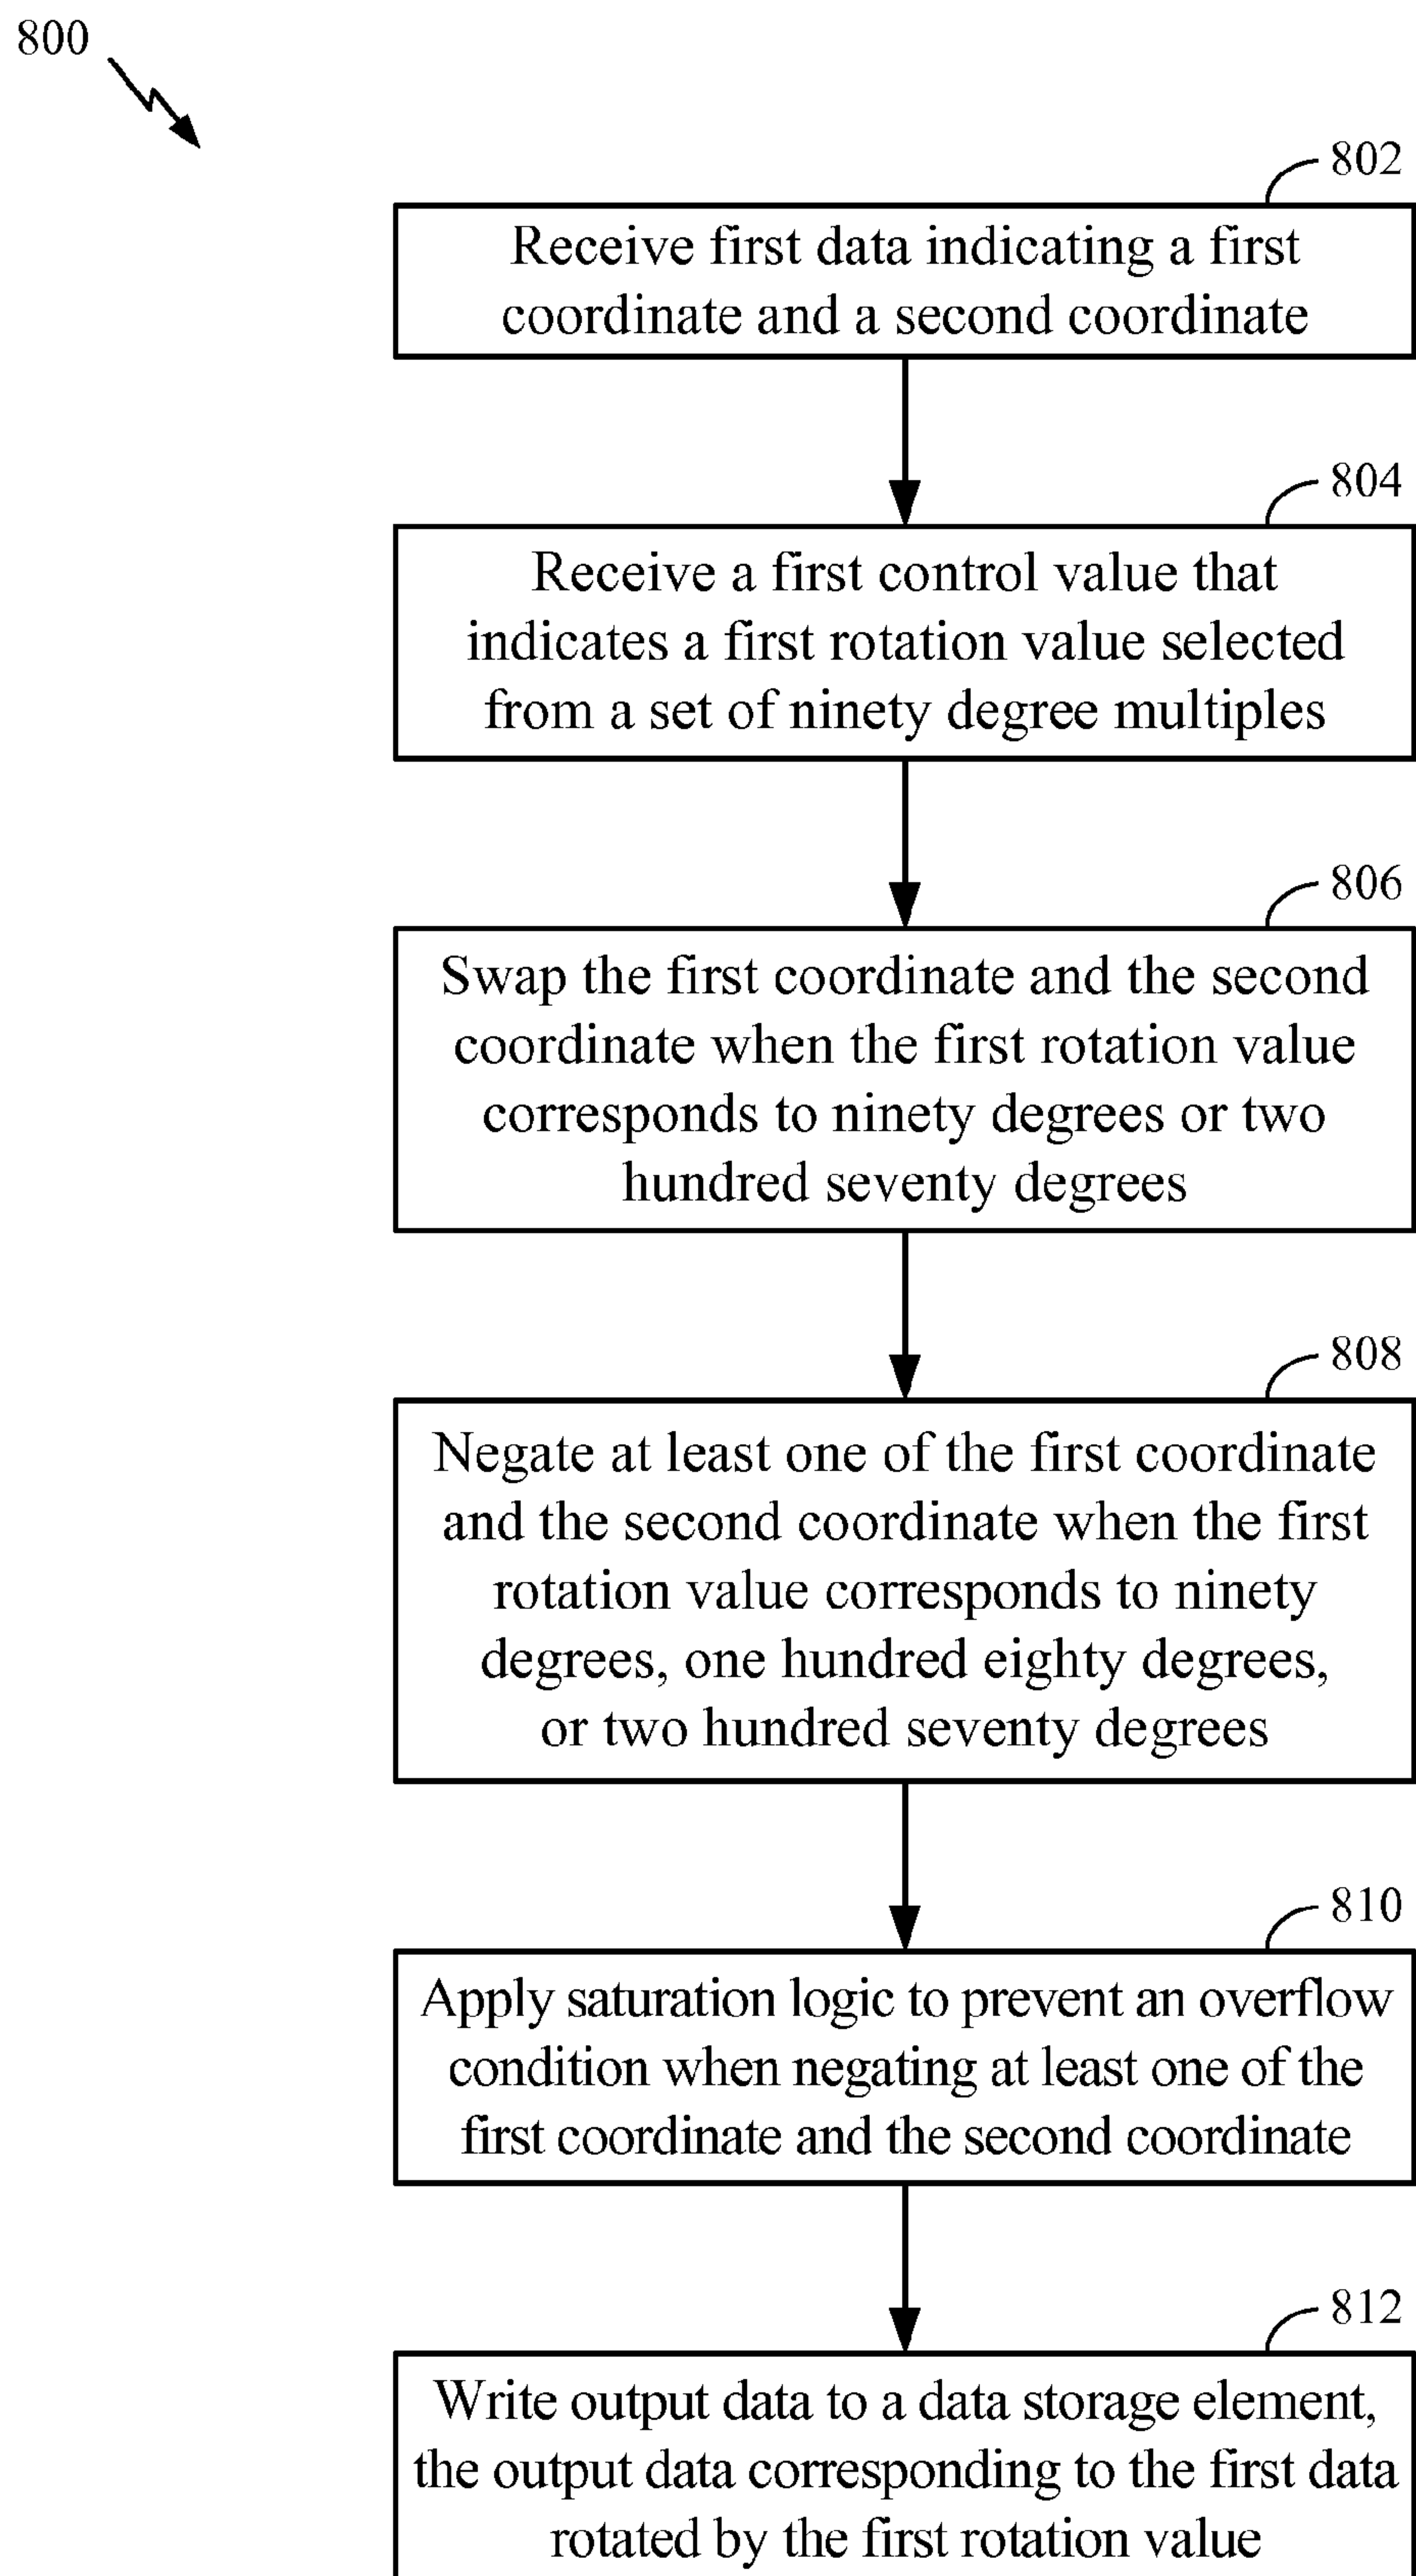 800
802
Receive first data indicating a first
coordinate and a second coordinate
804
Receive a first control value that
indicates a first rotation value selected
from a set of ninety degree multiples
806
Swap the first coordinate and the second
coordinate when the first rotation value
corresponds to ninety degrees or two
hundred seventy degrees
808
Negate at least one of the first coordinate
and the second coordinate when the first
rotation value corresponds to ninety
degrees, one hundred eighty degrees,
or two hundred seventy degrees
810
Apply saturation logic to prevent an overflow
condition when negating at least one of the
first coordinate and the second coordinate
812
Write output data to a data storage element,
the output data corresponding to the first data
rotated by the first rotation value